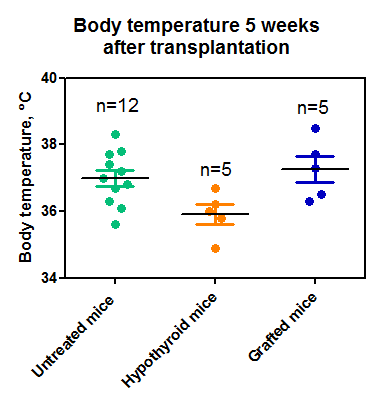 Body temperature 5 weeks
after transplantation
Body temperature, °C
40
38
36
34
n=12
n=5
n=5
Untreated mice
Hypothyroid mice
Grafted mice